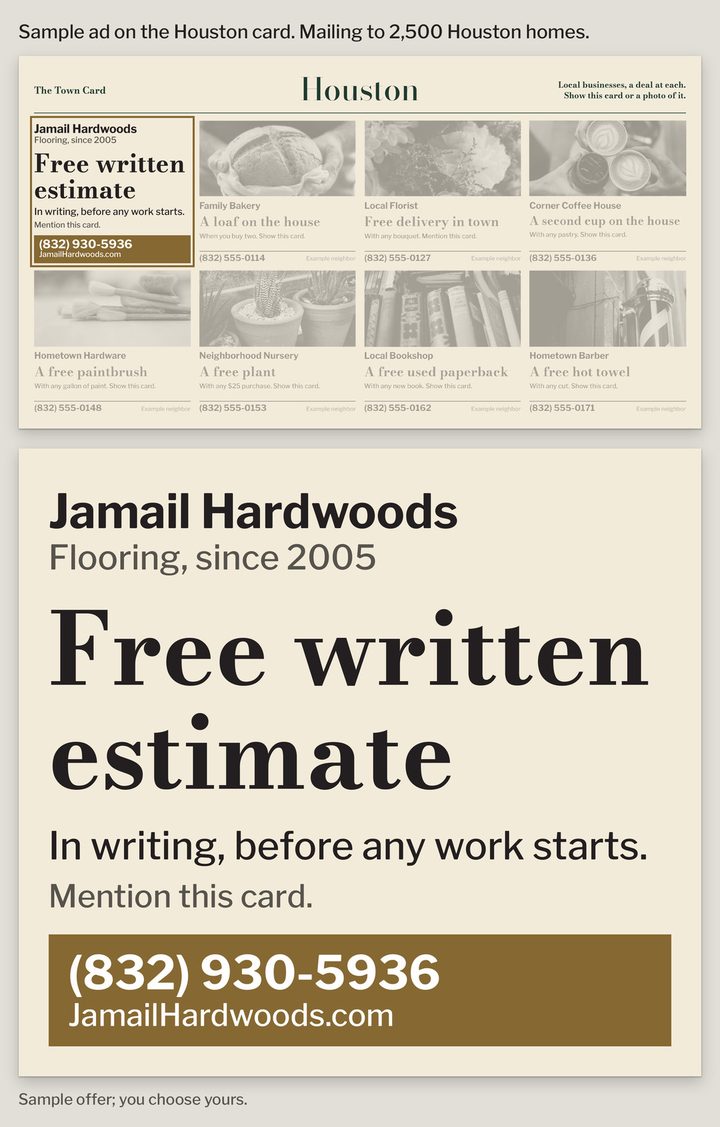 Sample ad on the Houston card. Mailing to 2,500 Houston homes.
The Town Card
Houston
Local businesses, a deal at each.
Show this card or a photo of it.
Jamail Hardwoods
Flooring, since 2005
Free written
estimate
In writing, before any work starts.
Mention this card.
(832) 930-5936
JamailHardwoods.com
Family Bakery
A loaf on the house
When you buy two. Show this card.
(832) 555-0114
Example neighbor
Local Florist
Free delivery in town
With any bouquet. Mention this card.
(832) 555-0127
Example neighbor
Corner Coffee House
A second cup on the house
With any pastry. Show this card.
(832) 555-0136
Example neighbor
Hometown Hardware
A free paintbrush
With any gallon of paint. Show this card.
(832) 555-0148
Example neighbor
Neighborhood Nursery
A free plant
With any $25 purchase. Show this card.
(832) 555-0153
Example neighbor
Local Bookshop
A free used paperback
With any new book. Show this card.
(832) 555-0162
Example neighbor
Hometown Barber
A free hot towel
With any cut. Show this card.
(832) 555-0171
Example neighbor
Jamail Hardwoods
Flooring, since 2005
Free written
estimate
In writing, before any work starts.
Mention this card.
(832) 930-5936
JamailHardwoods.com
Sample offer; you choose yours.